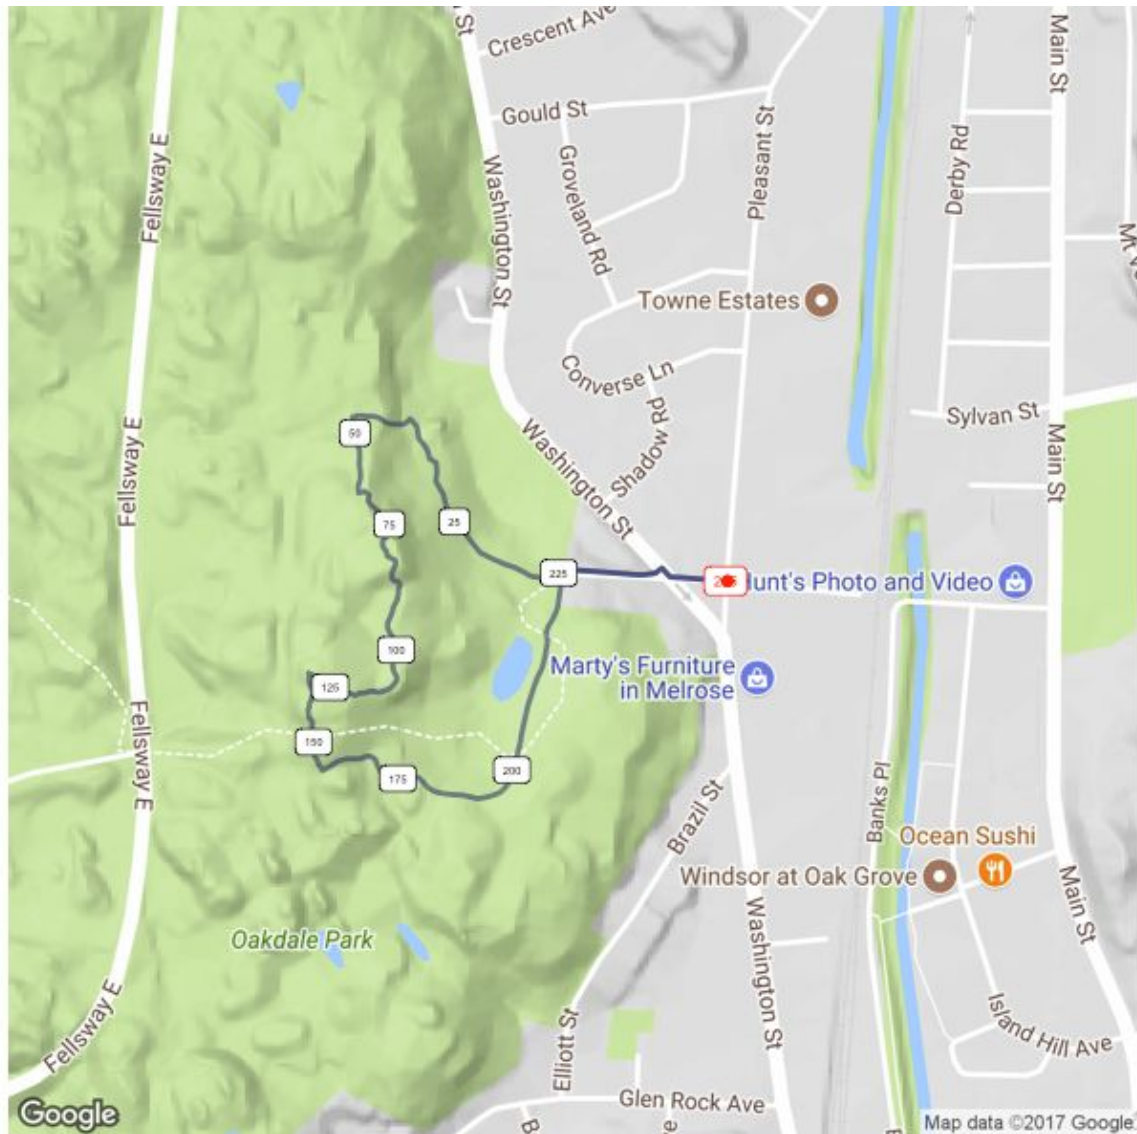 St
Crescent Ave
Main St
Gould St
Fellsway E
Washington St
Groveland Rd
Pleasant St
Derby Rd
Towne Estates
Converse Ln
Shadow Rd
Sylvan St
Fellsway E
50
Washington St
Main St
25
75
225
Hunt's Photo and Video
100
Marty's Furniture
in Melrose
125
150
Fellsway E
175
200
Brazil St
Banks Pl
Ocean Sushi
Windsor at Oak Grove
Main St
Oakdale Park
Washington St
Fellsway E
Elliott St
Island Hill Ave
Glen Rock Ave
Google
Map data ©2017 Google